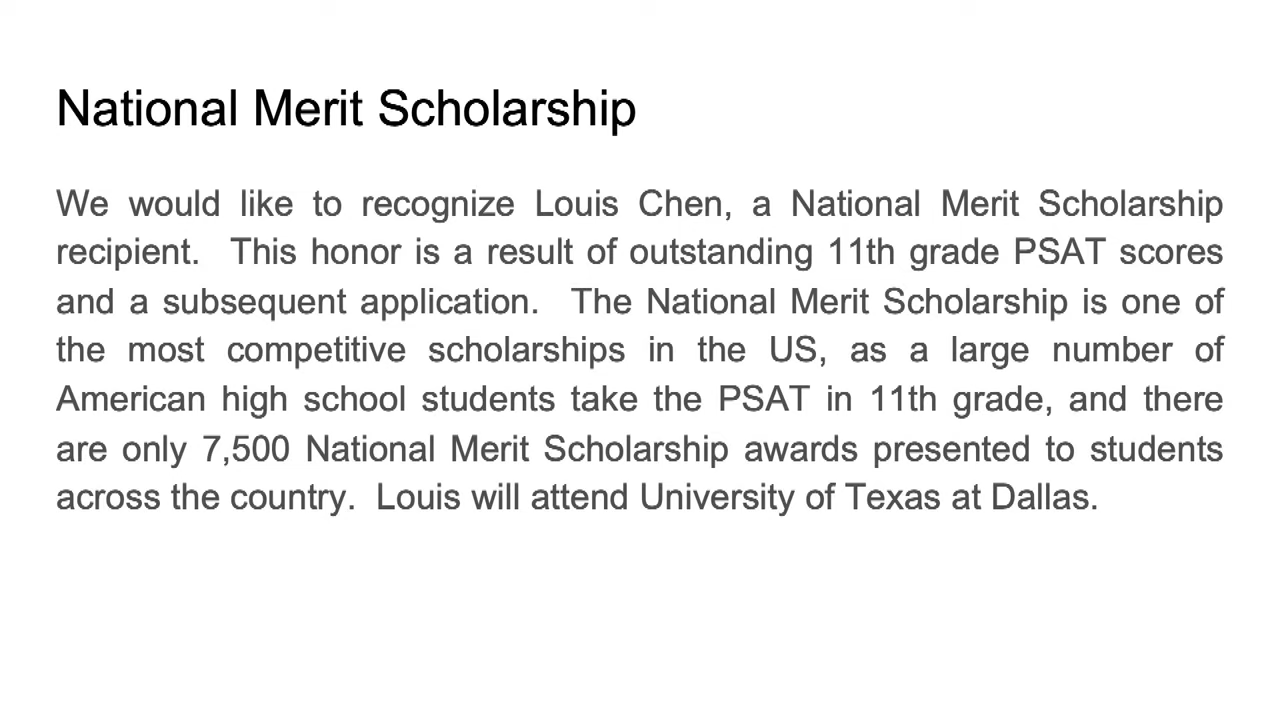 National Merit Scholarship
We would like to recognize Louis Chen, a National Merit Scholarship
recipient.  This honor is a result of outstanding 11th grade PSAT scores
and a subsequent application.  The National Merit Scholarship is one of
the most competitive scholarships in the US, as a large number of
American high school students take the PSAT in 11th grade, and there
are only 7,500 National Merit Scholarship awards presented to students
across the country.  Louis will attend University of Texas at Dallas.